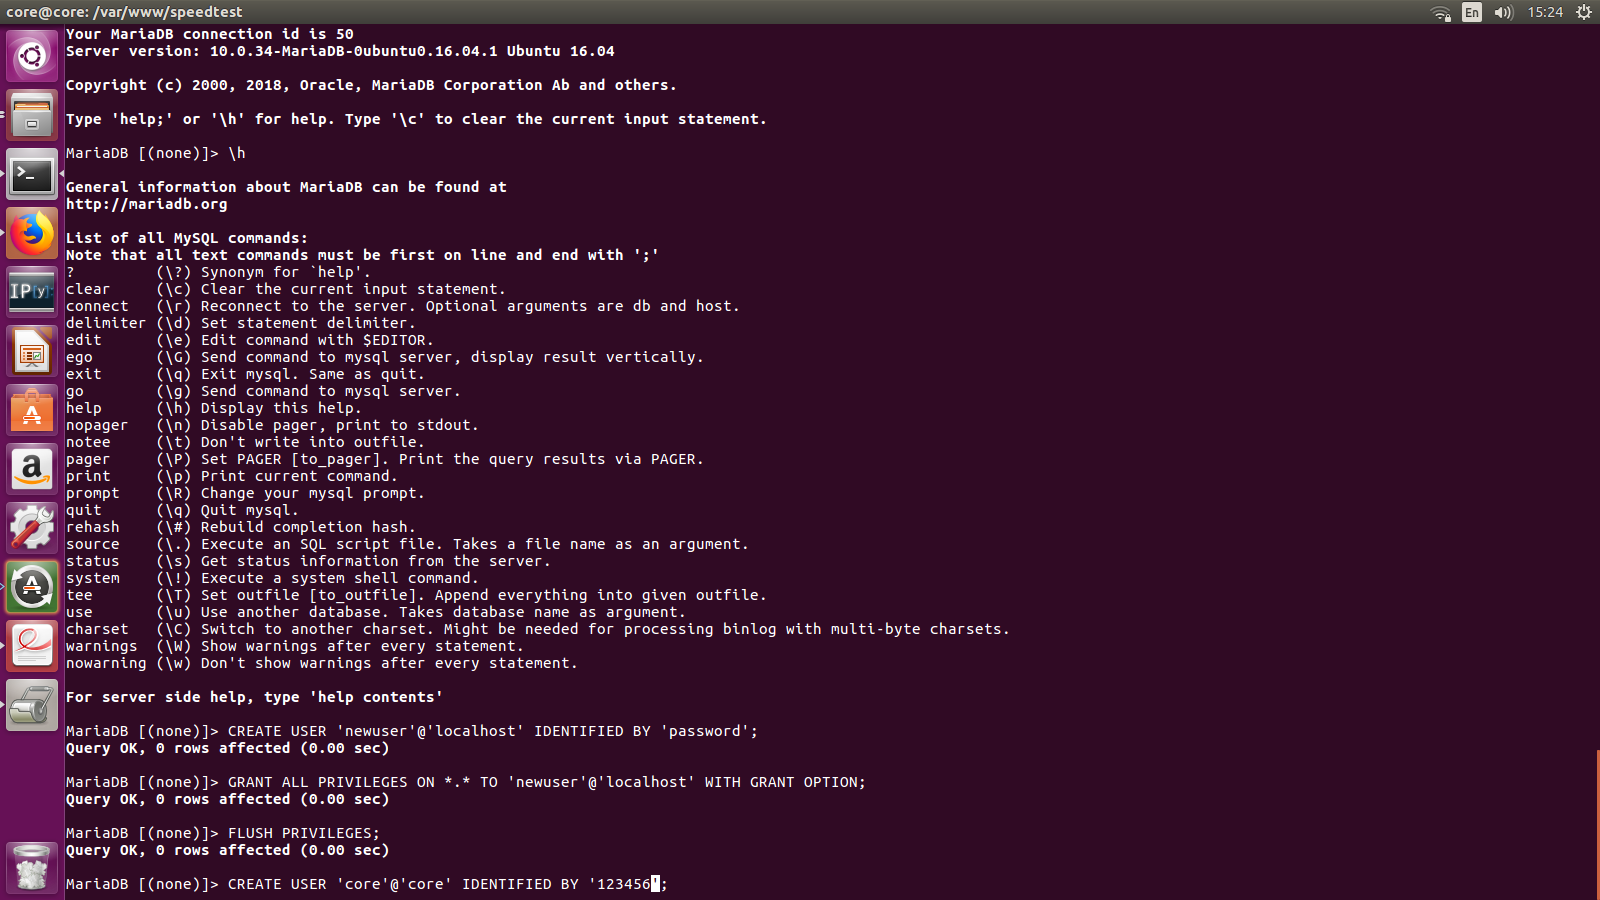 core@core: /var/www/speedtest
En
15:24
Your MariaDB connection id is 50
Server version: 10.0.34-MariaDB-0ubuntu0.16.04.1 Ubuntu 16.04
Copyright (c) 2000, 2018, Oracle, MariaDB Corporation Ab and others.
Type 'help;' or '\h' for help. Type '\c' to clear the current input statement.
MariaDB [(none)]> \h
General information about MariaDB can be found at
http://mariadb.org
List of all MySQL commands:
Note that all text commands must be first on line and end with ';'
?         (\?) Synonym for `help'.
clear     (\c) Clear the current input statement.
connect   (\r) Reconnect to the server. Optional arguments are db and host.
delimiter (\d) Set statement delimiter.
edit      (\e) Edit command with $EDITOR.
ego       (\G) Send command to mysql server, display result vertically.
exit      (\q) Exit mysql. Same as quit.
go        (\g) Send command to mysql server.
help      (\h) Display this help.
nopager   (\n) Disable pager, print to stdout.
notee     (\t) Don't write into outfile.
pager     (\P) Set PAGER [to_pager]. Print the query results via PAGER.
print     (\p) Print current command.
prompt    (\R) Change your mysql prompt.
quit      (\q) Quit mysql.
rehash    (\#) Rebuild completion hash.
source    (\.) Execute an SQL script file. Takes a file name as an argument.
status    (\s) Get status information from the server.
system    (\!) Execute a system shell command.
tee       (\T) Set outfile [to_outfile]. Append everything into given outfile.
use       (\u) Use another database. Takes database name as argument.
charset   (\C) Switch to another charset. Might be needed for processing binlog with multi-byte charsets.
warnings  (\W) Show warnings after every statement.
nowarning (\w) Don't show warnings after every statement.
For server side help, type 'help contents'
MariaDB [(none)]> CREATE USER 'newuser'@'localhost' IDENTIFIED BY 'password';
Query OK, 0 rows affected (0.00 sec)
MariaDB [(none)]> GRANT ALL PRIVILEGES ON *.* TO 'newuser'@'localhost' WITH GRANT OPTION;
Query OK, 0 rows affected (0.00 sec)
MariaDB [(none)]> FLUSH PRIVILEGES;
Query OK, 0 rows affected (0.00 sec)
MariaDB [(none)]> CREATE USER 'core'@'core' IDENTIFIED BY '123456';
>_
IP[y]:
a